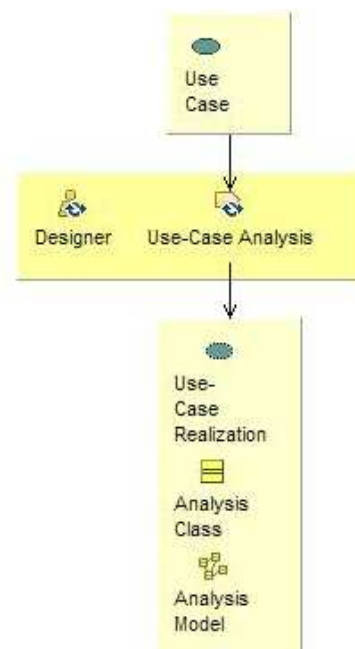 Use
Case
Designer Use-Case Analysis
Use-
Case
Realization
Analysis
Class
Analysis
Model